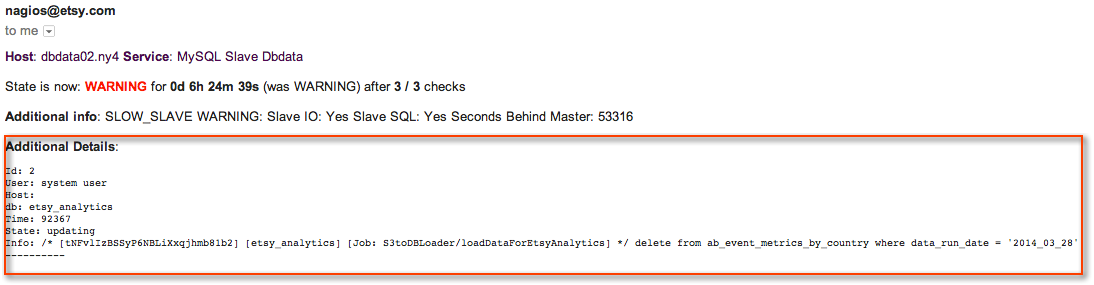 nagios@etsy.com
to me
Host: dbdata02.ny4 Service: MySQL Slave Dbdata
State is now: WARNING for 0d 6h 24m 39s (was WARNING) after 3 / 3 checks
Additional info: SLOW_SLAVE WARNING: Slave IO: Yes Slave SQL: Yes Seconds Behind Master: 53316
Additional Details:
Id: 2
User: system user
Host:
db: etsy_analytics
Time: 92367
State: updating
Info: /* [tNFvlIzBSSyP6NBLiXxqjhmb81b2] [etsy_analytics] [Job: S3toDBLoader/loadDataForEtsyAnalytics] */ delete from ab_event_metrics_by_country where data_run_date = '2014_03_28'
----------